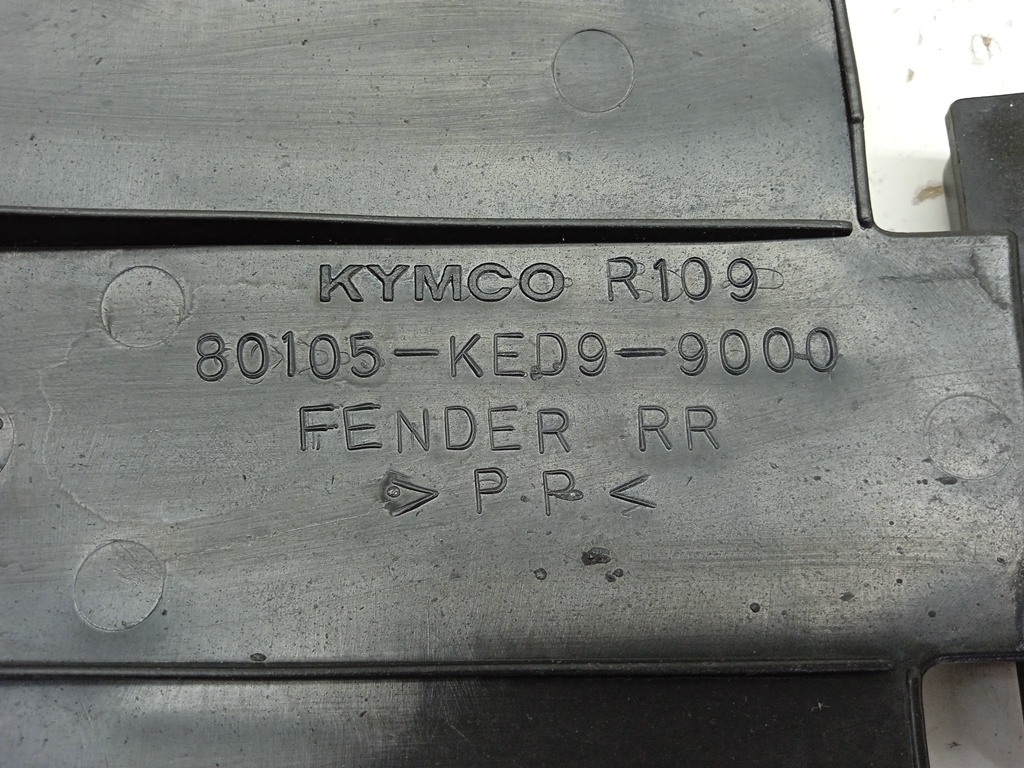 KYMCO R109
80105-KED9-9000
FENDER RR
>PP<